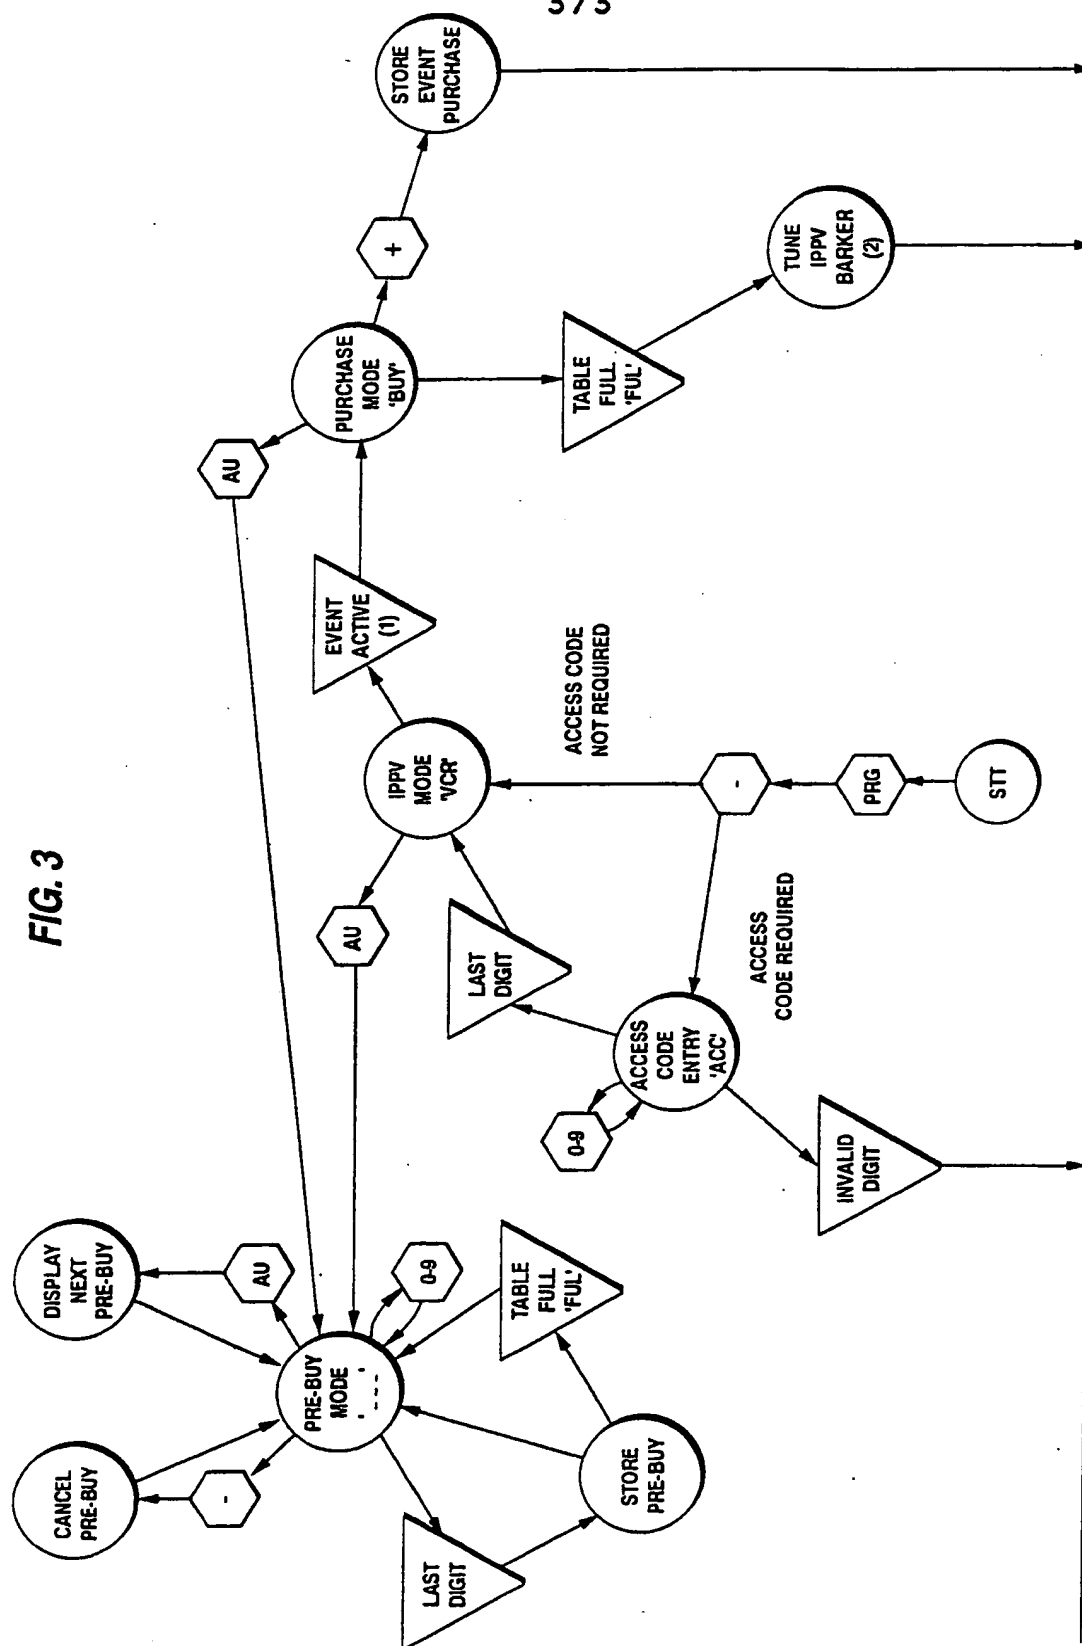 3/3
FIG. 3
CANCEL
PRE-BUY
-
DISPLAY
NEXT
PRE-BUY
AU
PRE-BUY
MODE
'---'
0-9
LAST
DIGIT
STORE
PRE-BUY
TABLE
FULL
'FUL'
AU
AU
IPPV
MODE
'VCR'
LAST
DIGIT
0-9
ACCESS
CODE
ENTRY
'ACC'
INVALID
DIGIT
ACCESS
CODE REQUIRED
ACCESS CODE
NOT REQUIRED
-
PRG
STT
EVENT
ACTIVE
(1)
PURCHASE
MODE
'BUY'
+
STORE
EVENT
PURCHASE
TABLE
FULL
'FUL'
TUNE
IPPV
BARKER
(2)